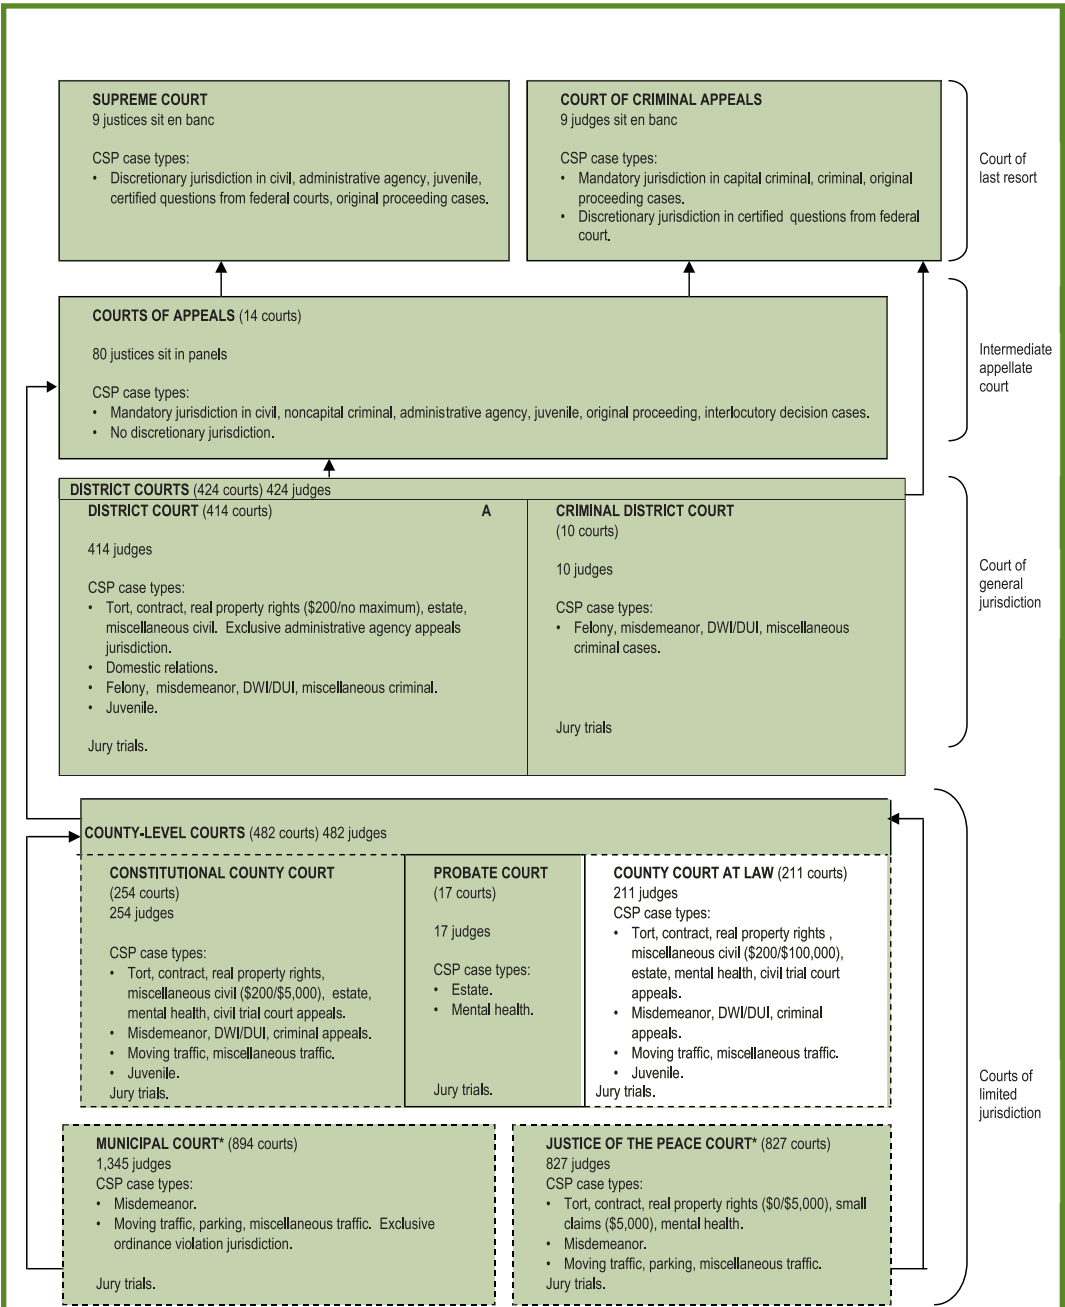 SUPREME COURT
9 justices sit en banc
CSP case types:
• Discretionary jurisdiction in civil, administrative agency, juvenile,
certified questions from federal courts, original proceeding cases.
COURT OF CRIMINAL APPEALS
9 judges sit en banc
CSP case types:
• Mandatory jurisdiction in capital criminal, criminal, original
proceeding cases.
• Discretionary jurisdiction in certified questions from federal
court.
Court of
last resort
COURTS OF APPEALS (14 courts)
80 justices sit in panels
CSP case types:
• Mandatory jurisdiction in civil, noncapital criminal, administrative agency, juvenile, original proceeding, interlocutory decision cases.
• No discretionary jurisdiction.
Intermediate
appellate
court
DISTRICT COURTS (424 courts) 424 judges
DISTRICT COURT (414 courts) A
414 judges
CSP case types:
• Tort, contract, real property rights ($200/no maximum), estate,
miscellaneous civil. Exclusive administrative agency appeals
jurisdiction.
• Domestic relations.
• Felony, misdemeanor, DWI/DUI, miscellaneous criminal.
• Juvenile.
Jury trials.
CRIMINAL DISTRICT COURT
(10 courts)
10 judges
CSP case types:
• Felony, misdemeanor, DWI/DUI, miscellaneous
criminal cases.
Jury trials
Court of
general
jurisdiction
COUNTY-LEVEL COURTS (482 courts) 482 judges
CONSTITUTIONAL COUNTY COURT
(254 courts)
254 judges
CSP case types:
• Tort, contract, real property rights,
miscellaneous civil ($200/$5,000), estate,
mental health, civil trial court appeals.
• Misdemeanor, DWI/DUI, criminal appeals.
• Moving traffic, miscellaneous traffic.
• Juvenile.
Jury trials.
PROBATE COURT
(17 courts)
17 judges
CSP case types:
• Estate.
• Mental health.
Jury trials.
COUNTY COURT AT LAW (211 courts)
211 judges
CSP case types:
• Tort, contract, real property rights ,
miscellaneous civil ($200/$100,000),
estate, mental health, civil trial court
appeals.
• Misdemeanor, DWI/DUI, criminal
appeals.
• Moving traffic, miscellaneous traffic.
• Juvenile.
Jury trials.
Courts of
limited
jurisdiction
MUNICIPAL COURT* (894 courts)
1,345 judges
CSP case types:
• Misdemeanor.
• Moving traffic, parking, miscellaneous traffic. Exclusive
ordinance violation jurisdiction.
Jury trials.
JUSTICE OF THE PEACE COURT* (827 courts)
827 judges
CSP case types:
• Tort, contract, real property rights ($0/$5,000), small
claims ($5,000), mental health.
• Misdemeanor.
• Moving traffic, parking, miscellaneous traffic.
Jury trials.